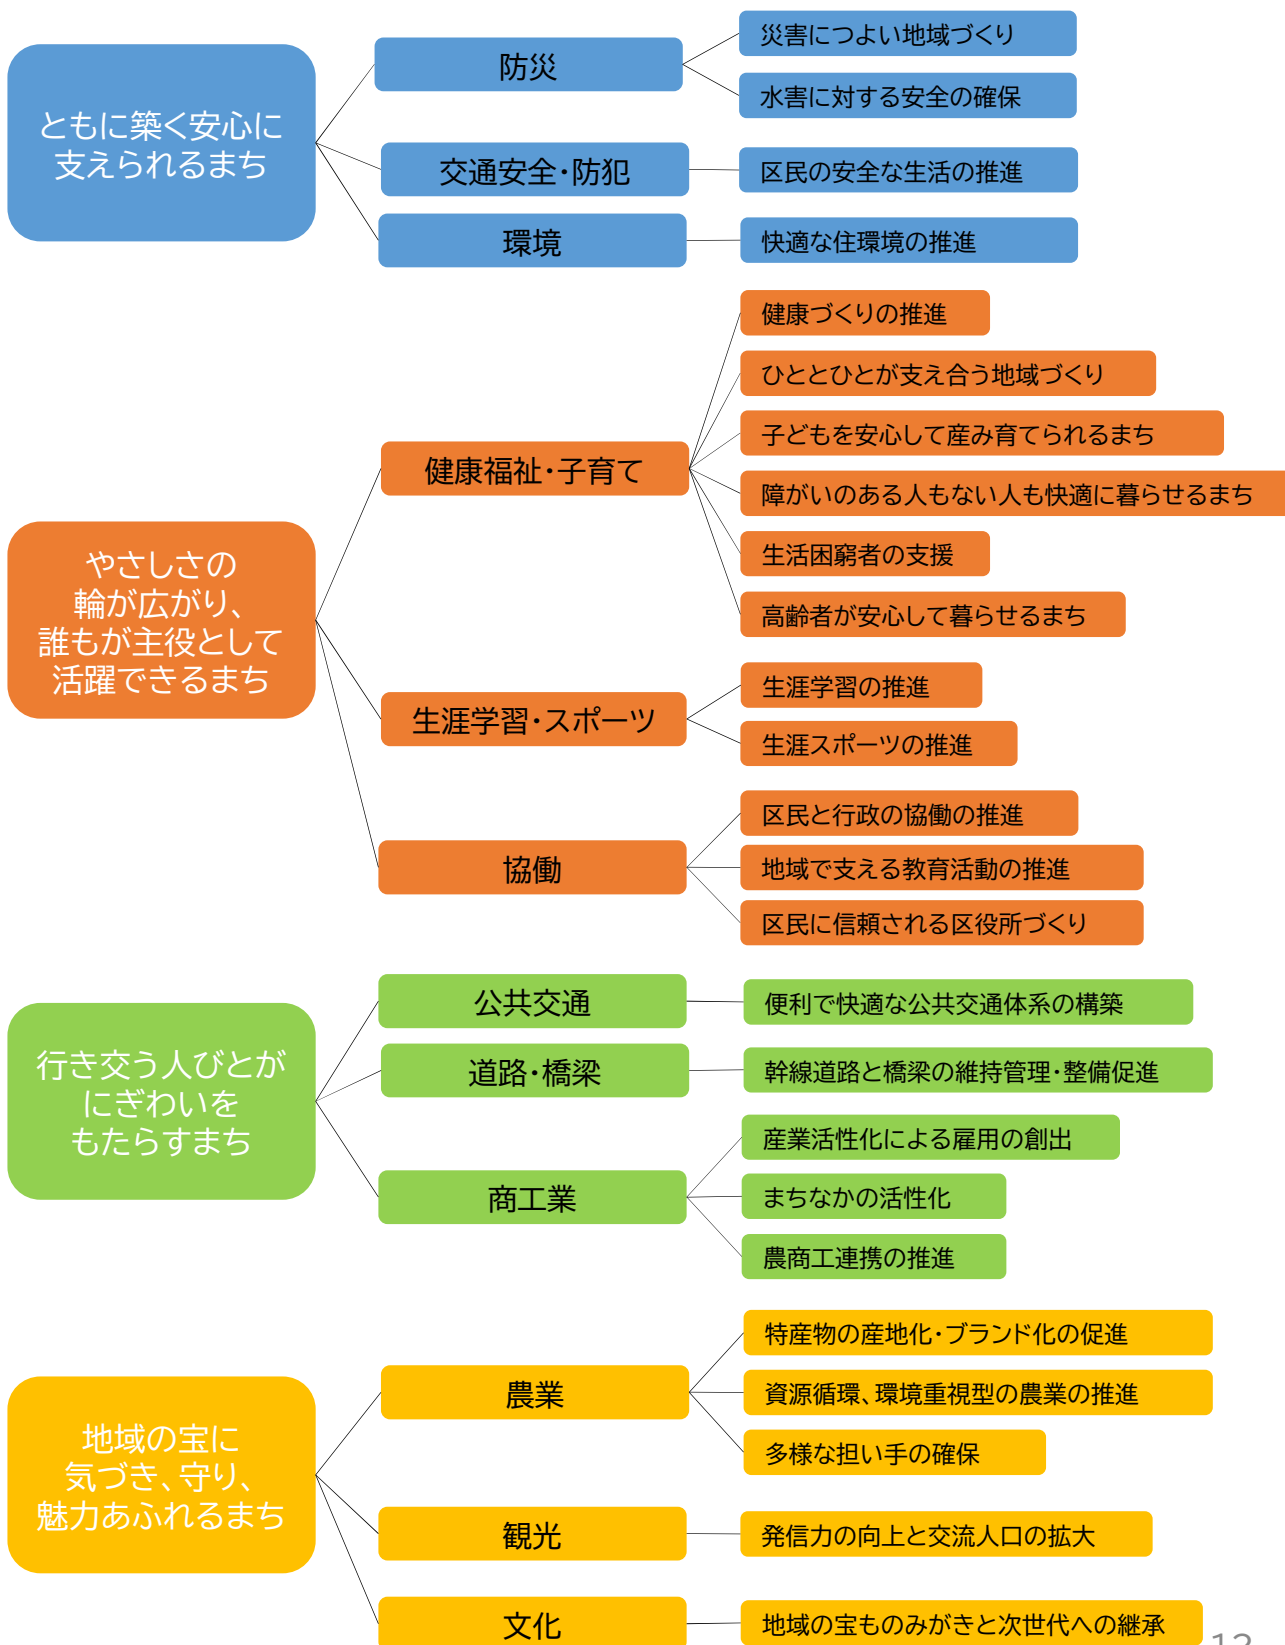 ともに築く安心に
支えられるまち
防災
災害につよい地域づくり
水害に対する安全の確保
交通安全・防犯
区民の安全な生活の推進
環境
快適な住環境の推進
やさしさの
輪が広がり、
誰もが主役として
活躍できるまち
健康福祉・子育て
健康づくりの推進
ひととひとが支え合う地域づくり
子どもを安心して産み育てられるまち
障がいのある人もない人も快適に暮らせるまち
生活困窮者の支援
高齢者が安心して暮らせるまち
生涯学習・スポーツ
生涯学習の推進
生涯スポーツの推進
協働
区民と行政の協働の推進
地域で支える教育活動の推進
区民に信頼される区役所づくり
行き交う人びとが
にぎわいを
もたらすまち
公共交通
便利で快適な公共交通体系の構築
道路・橋梁
幹線道路と橋梁の維持管理・整備促進
商工業
産業活性化による雇用の創出
まちなかの活性化
農商工連携の推進
地域の宝に
気づき、守り、
魅力あふれるまち
農業
特産物の産地化・ブランド化の促進
資源循環、環境重視型の農業の推進
多様な担い手の確保
観光
発信力の向上と交流人口の拡大
文化
地域の宝ものみがきと次世代への継承